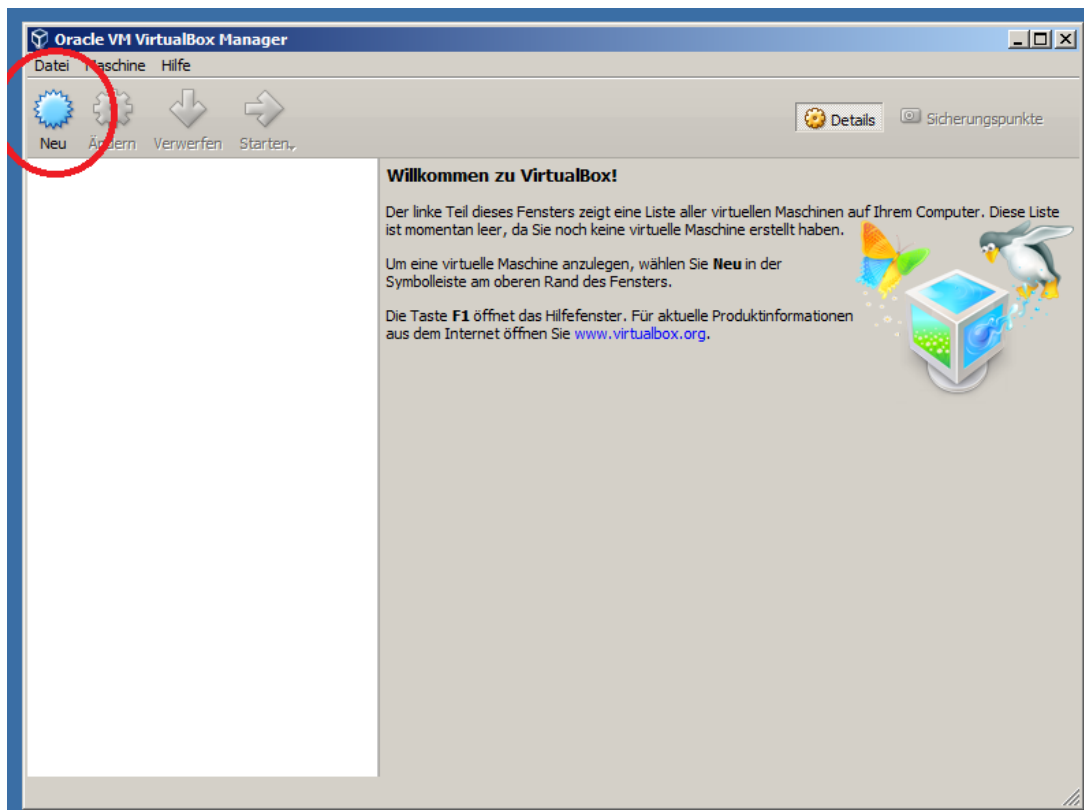 Oracle VM VirtualBox Manager
Datei Maschine Hilfe
Neu Ändern Verwerfen Starten
Details Sicherungspunkte
Willkommen zu VirtualBox!
Der linke Teil dieses Fensters zeigt eine Liste aller virtuellen Maschinen auf Ihrem Computer. Diese Liste
ist momentan leer, da Sie noch keine virtuelle Maschine erstellt haben.
Um eine virtuelle Maschine anzulegen, wählen Sie Neu in der
Symbolleiste am oberen Rand des Fensters.
Die Taste F1 öffnet das Hilfefenster. Für aktuelle Produktinformationen
aus dem Internet öffnen Sie www.virtualbox.org.